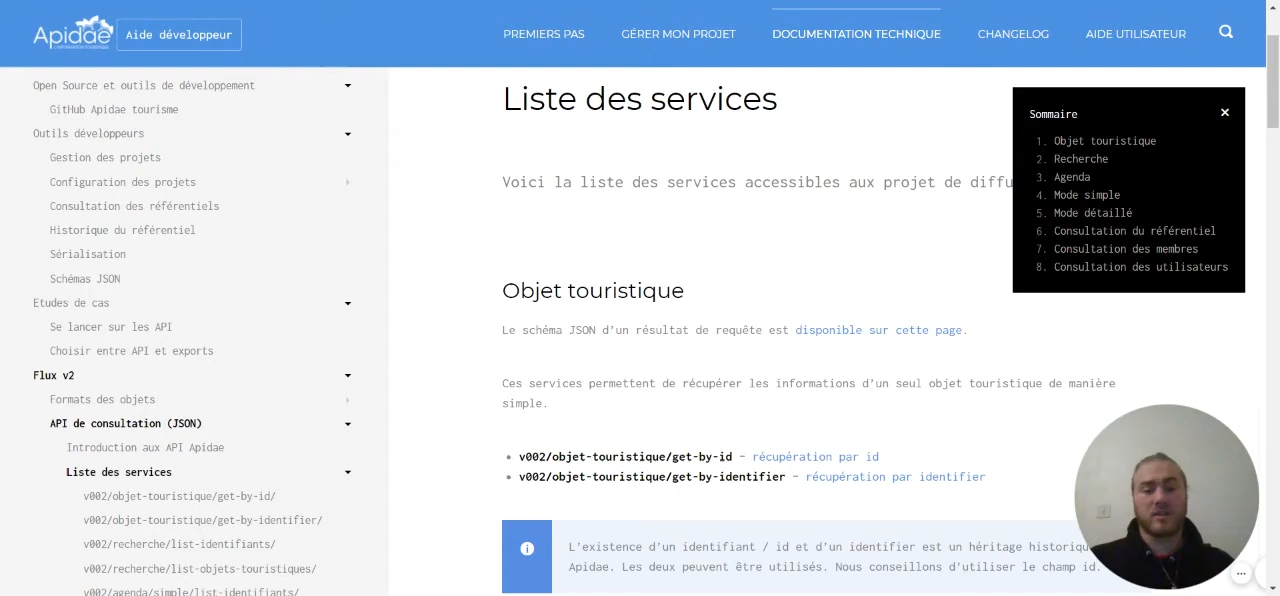 Apidae
L'INFORMATION TOURISTIQUE
Aide développeur
PREMIERS PAS
GÉRER MON PROJET
DOCUMENTATION TECHNIQUE
CHANGELOG
AIDE UTILISATEUR
Open Source et outils de développement
GitHub Apidae tourisme
Outils développeurs
Gestion des projets
Configuration des projets
Consultation des référentiels
Historique du référentiel
Sérialisation
Schémas JSON
Etudes de cas
Se lancer sur les API
Choisir entre API et exports
Flux v2
Formats des objets
API de consultation (JSON)
Introduction aux API Apidae
Liste des services
v002/objet-touristique/get-by-id/
v002/objet-touristique/get-by-identifier/
v002/recherche/list-identifiants/
v002/recherche/list-objets-touristiques/
v002/agenda/simple/list-identifiants/
Liste des services
Voici la liste des services accessibles aux projet de diffu
Objet touristique
Le schéma JSON d'un résultat de requête est disponible sur cette page.
Ces services permettent de récupérer les informations d'un seul objet touristique de manière
simple.
• v002/objet-touristique/get-by-id – récupération par id
• v002/objet-touristique/get-by-identifier – récupération par identifier
L'existence d'un identifiant / id et d'un identifier est un héritage historiqu
Apidae. Les deux peuvent être utilisés. Nous conseillons d'utiliser le champ id.
Sommaire
1. Objet touristique
2. Recherche
3. Agenda
4. Mode simple
5. Mode détaillé
6. Consultation du référentiel
7. Consultation des membres
8. Consultation des utilisateurs